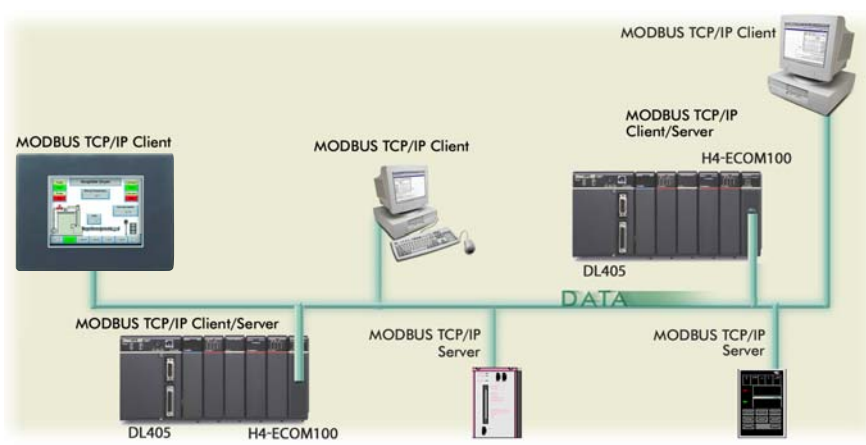 MODBUS TCP/IP Client
MODBUS TCP/IP
Client/Server
H4-ECOM100
MODBUS TCP/IP Client
MODBUS TCP/IP Client
DL405
DATA
MODBUS TCP/IP Client/Server
MODBUS TCP/IP
Server
MODBUS TCP/IP
Server
DL405
H4-ECOM100